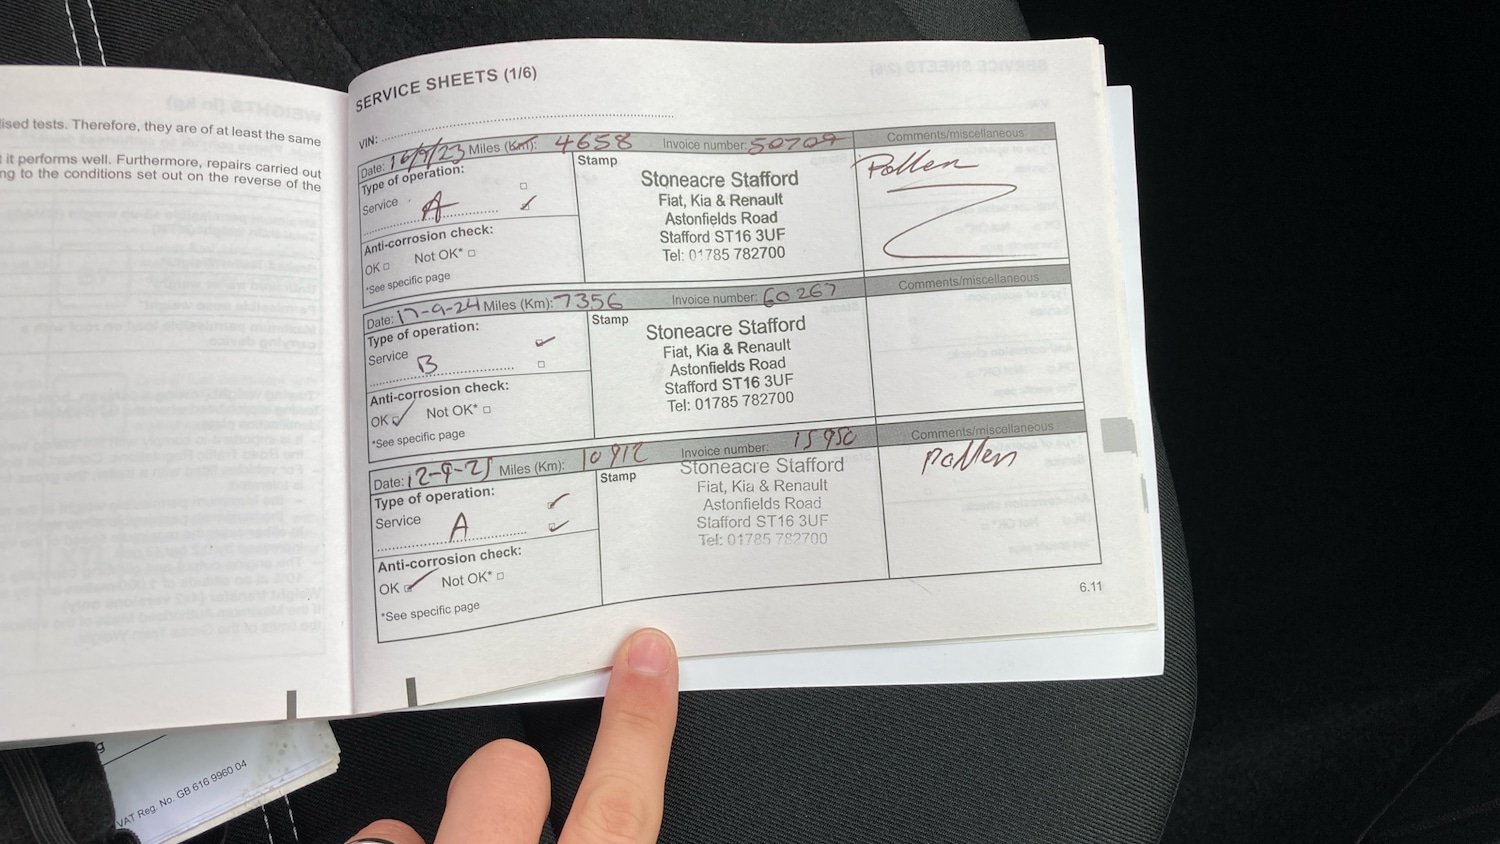 ised tests. Therefore, they are of at least the same
it performs well. Furthermore, repairs carried out
ng to the conditions set out on the reverse of the
SERVICE SHEETS (1/6)
VIN:
Date: 16/9/23 Miles (Km): 4658 Invoice number: 50709 Comments/miscellaneous
Type of operation:
Service
A
Anti-corrosion check:
OK Not OK*
*See specific page
Stamp
Stoneacre Stafford
Fiat, Kia & Renault
Astonfields Road
Stafford ST16 3UF
Tel: 01785 782700
Pollen
Date: 17-9-24 Miles (Km): 7356 Invoice number: 60267 Comments/miscellaneous
Type of operation:
Service
B
Anti-corrosion check:
OK Not OK*
*See specific page
Stamp
Stoneacre Stafford
Fiat, Kia & Renault
Astonfields Road
Stafford ST16 3UF
Tel: 01785 782700
Date: 12-9-25 Miles (Km): 10912 Invoice number: 15950 Comments/miscellaneous
Type of operation:
Service
A
Anti-corrosion check:
OK Not OK*
*See specific page
Stamp
Stoneacre Stafford
Fiat, Kia & Renault
Astonfields Road
Stafford ST16 3UF
Tel: 01785 782700
Pollen
6.11
VAT Reg. No. GB 616 9960 04